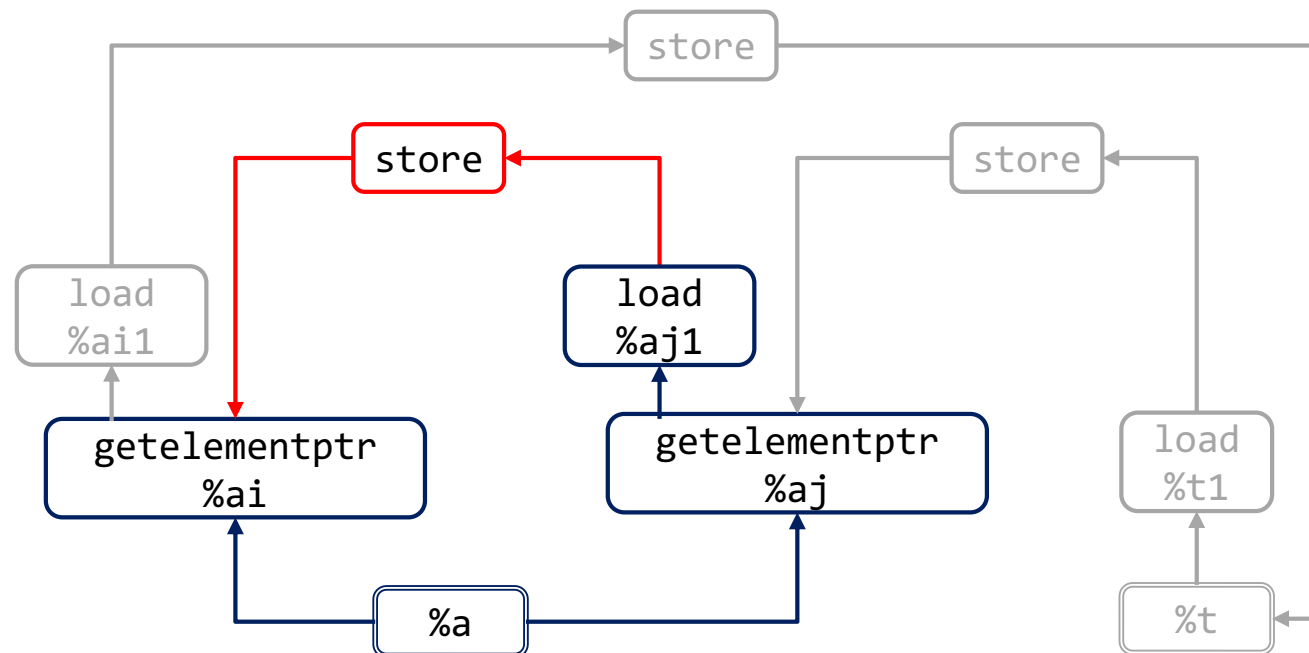 store
store
store
load
%ai1
load
%aj1
getelementptr
%ai
getelementptr
%aj
load
%t1
%a
%t